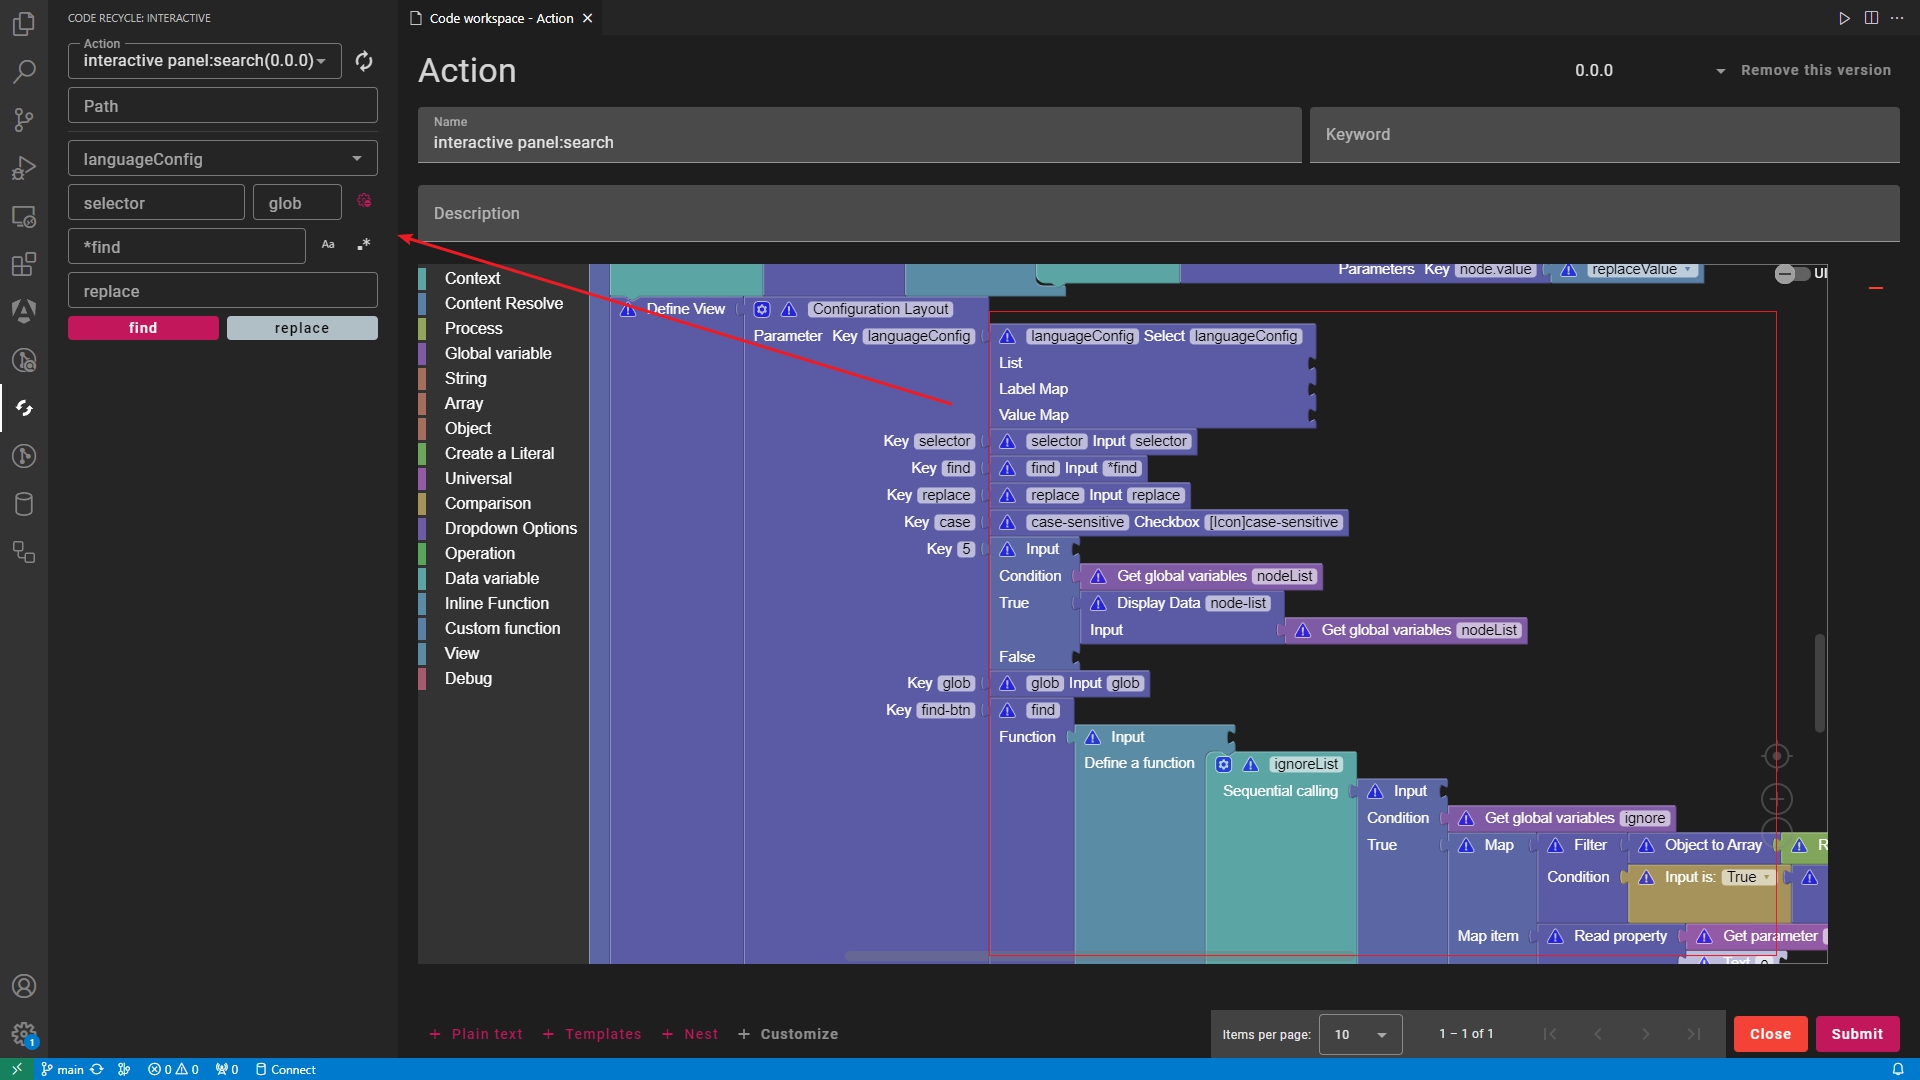 CODE RECYCLE: INTERACTIVE
Action
interactive panel:search(0.0.0)
Path
languageConfig
selector
glob
*find
Aa
.*
replace
find
replace
Code workspace - Action
Action
0.0.0
Remove this version
Name
interactive panel:search
Keyword
Description
Context
Content Resolve
Process
Global variable
String
Array
Object
Create a Literal
Universal
Comparison
Dropdown Options
Operation
Data variable
Inline Function
Custom function
View
Debug
Parameters Key node.value replaceValue
UI
Define View Configuration Layout
Parameter Key languageConfig languageConfig Select languageConfig
List
Label Map
Value Map
Key selector selector Input selector
Key find find Input *find
Key replace replace Input replace
Key case case-sensitive Checkbox [Icon]case-sensitive
Key 5 Input
Condition Get global variables nodeList
True Display Data node-list
Input Get global variables nodeList
False
Key glob glob Input glob
Key find-btn find
Function Input
Define a function ignoreList
Sequential calling Input
Condition Get global variables ignore
True Map Filter Object to Array R
Condition Input is: True
Map item Read property Get parameter
Text
+ Plain text + Templates + Nest + Customize
Items per page: 10 1 – 1 of 1
Close
Submit
1
main 0 0 0 Connect